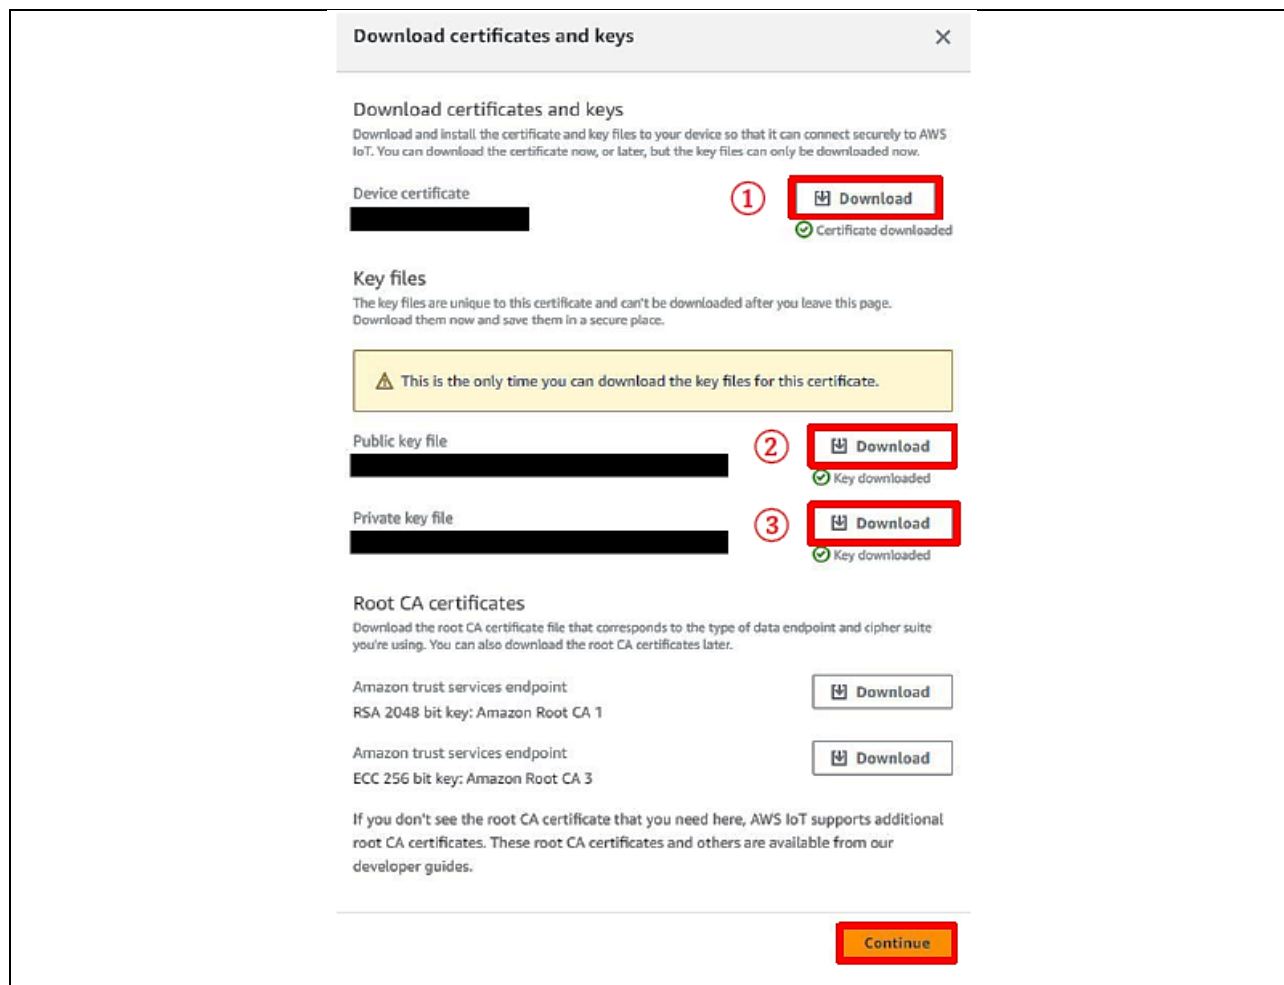 Download certificates and keys
Download certificates and keys
Download and install the certificate and key files to your device so that it can connect securely to AWS
IoT. You can download the certificate now, or later, but the key files can only be downloaded now.
Device certificate
① Download
Certificate downloaded
Key files
The key files are unique to this certificate and can't be downloaded after you leave this page.
Download them now and save them in a secure place.
This is the only time you can download the key files for this certificate.
Public key file
② Download
Key downloaded
Private key file
③ Download
Key downloaded
Root CA certificates
Download the root CA certificate file that corresponds to the type of data endpoint and cipher suite
you're using. You can also download the root CA certificates later.
Amazon trust services endpoint
Download
RSA 2048 bit key: Amazon Root CA 1
Amazon trust services endpoint
Download
ECC 256 bit key: Amazon Root CA 3
If you don't see the root CA certificate that you need here, AWS IoT supports additional
root CA certificates. These root CA certificates and others are available from our
developer guides.
Continue